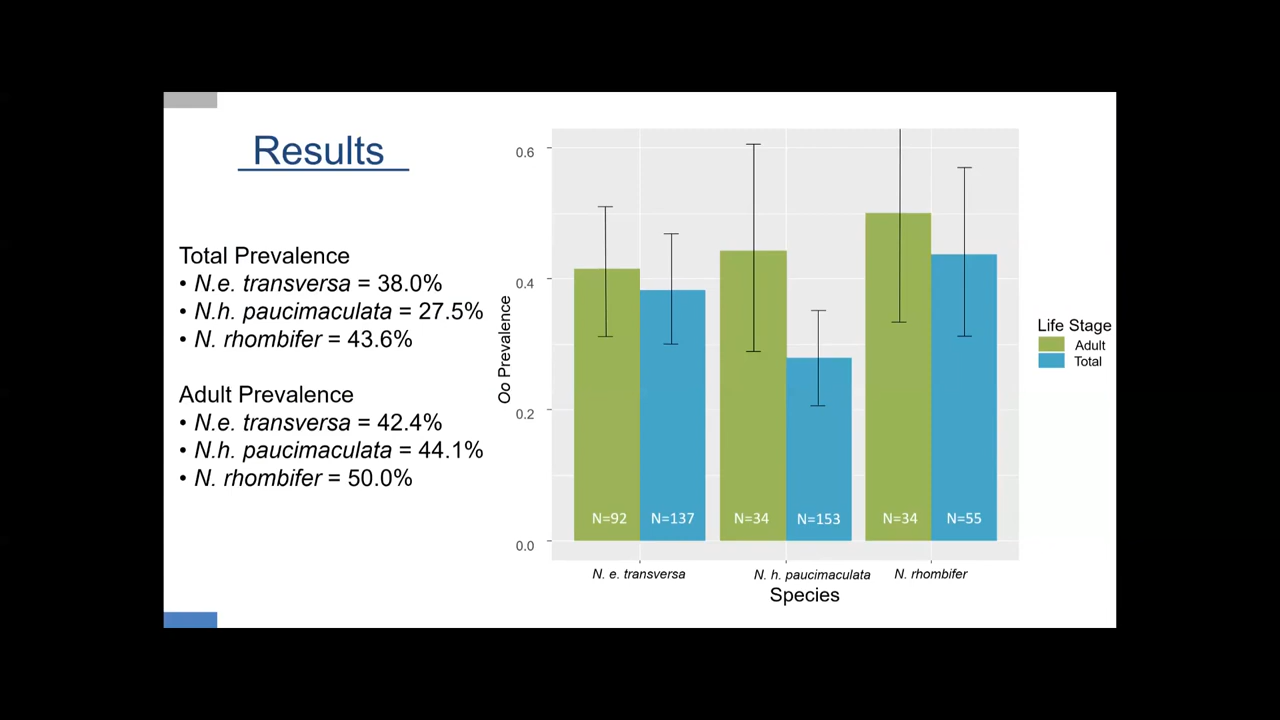 Results
Total Prevalence
• N.e. transversa = 38.0%
• N.h. paucimaculata = 27.5%
• N. rhombifer = 43.6%
Adult Prevalence
• N.e. transversa = 42.4%
• N.h. paucimaculata = 44.1%
• N. rhombifer = 50.0%
Oo Prevalence
0.6
0.4
0.2
0.0
N=92 N=137 N=34 N=153 N=34 N=55
N. e. transversa N. h. paucimaculata N. rhombifer
Species
Life Stage
Adult
Total